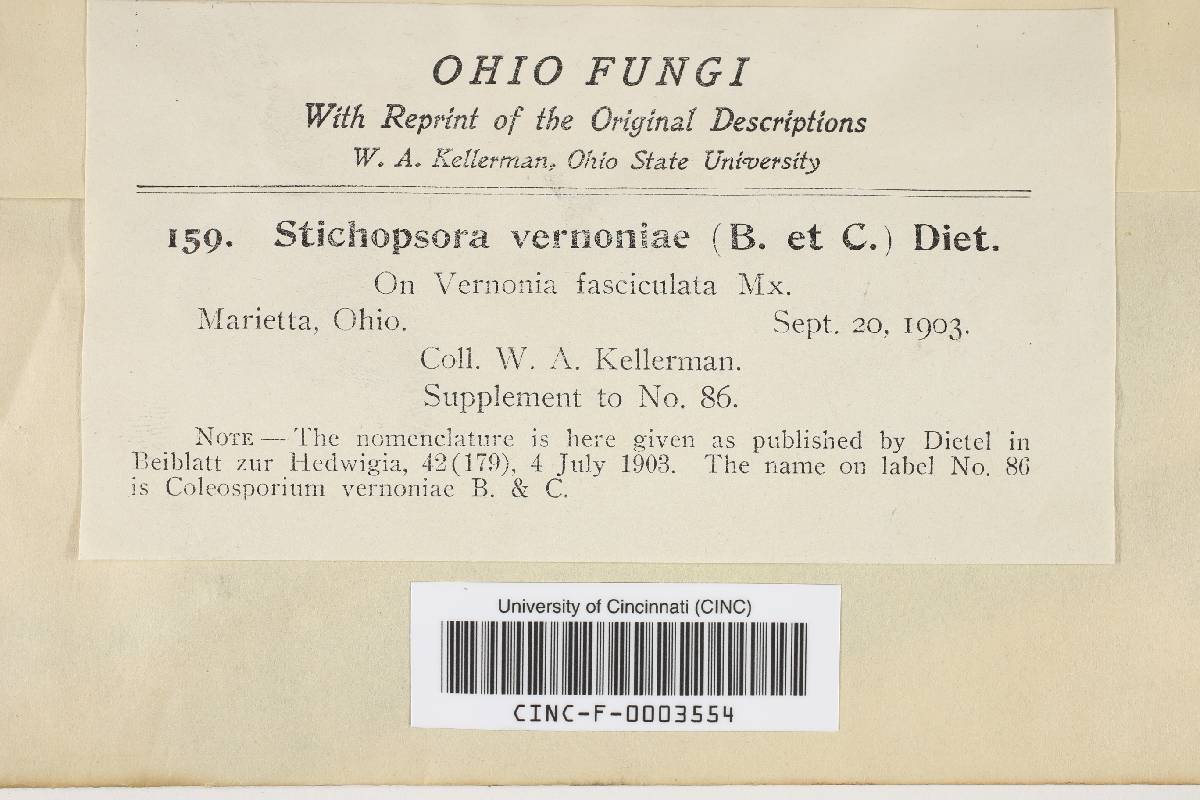 OHIO FUNGI
With Reprint of the Original Descriptions
W. A. Kellerman, Ohio State University
159. Stichopsora vernoniae (B. et C.) Diet.
On Vernonia fasciculata Mx.
Marietta, Ohio. Sept. 20, 1903.
Coll. W. A. Kellerman.
Supplement to No. 86.
NOTE — The nomenclature is here given as published by Dietel in
Beiblatt zur Hedwigia, 42(179), 4 July 1903. The name on label No. 86
is Coleosporium vernoniae B. & C.
University of Cincinnati (CINC)
CINC-F-0003554